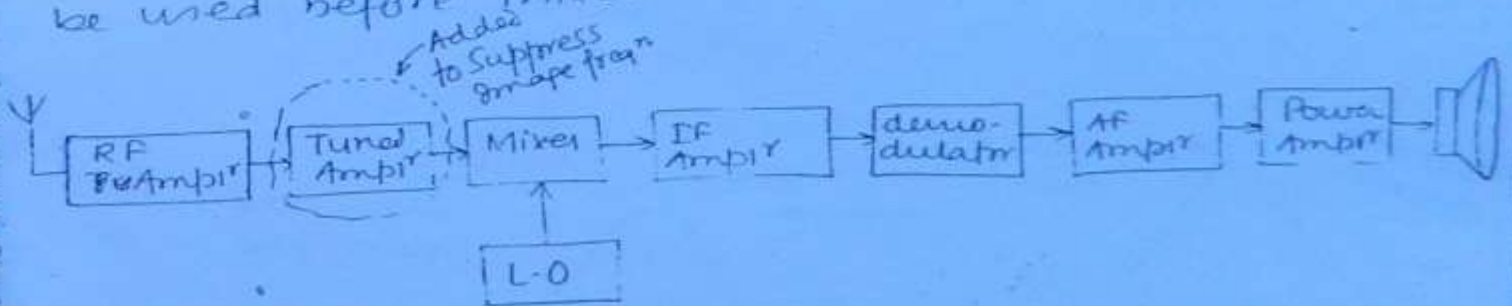 be used before
Added
to Suppress
Image freqⁿ
RF
Amplr
Tuned
Amplr
Mixer
IF
Amplr
demo-
dulator
AF
Amplr
Power
Amplr
L-O